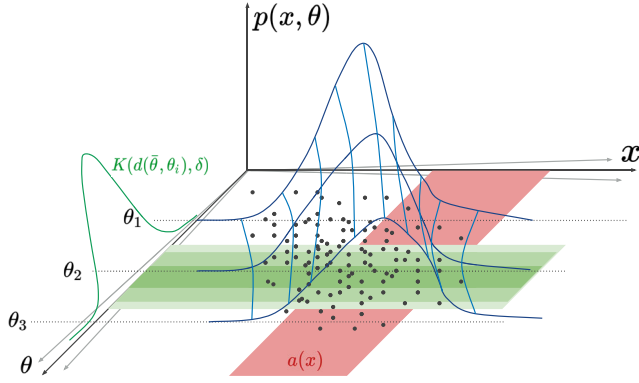 p(x, θ)
x
K(d(θ̄, θᵢ), δ)
θ₁
θ₂
θ₃
θ
a(x)